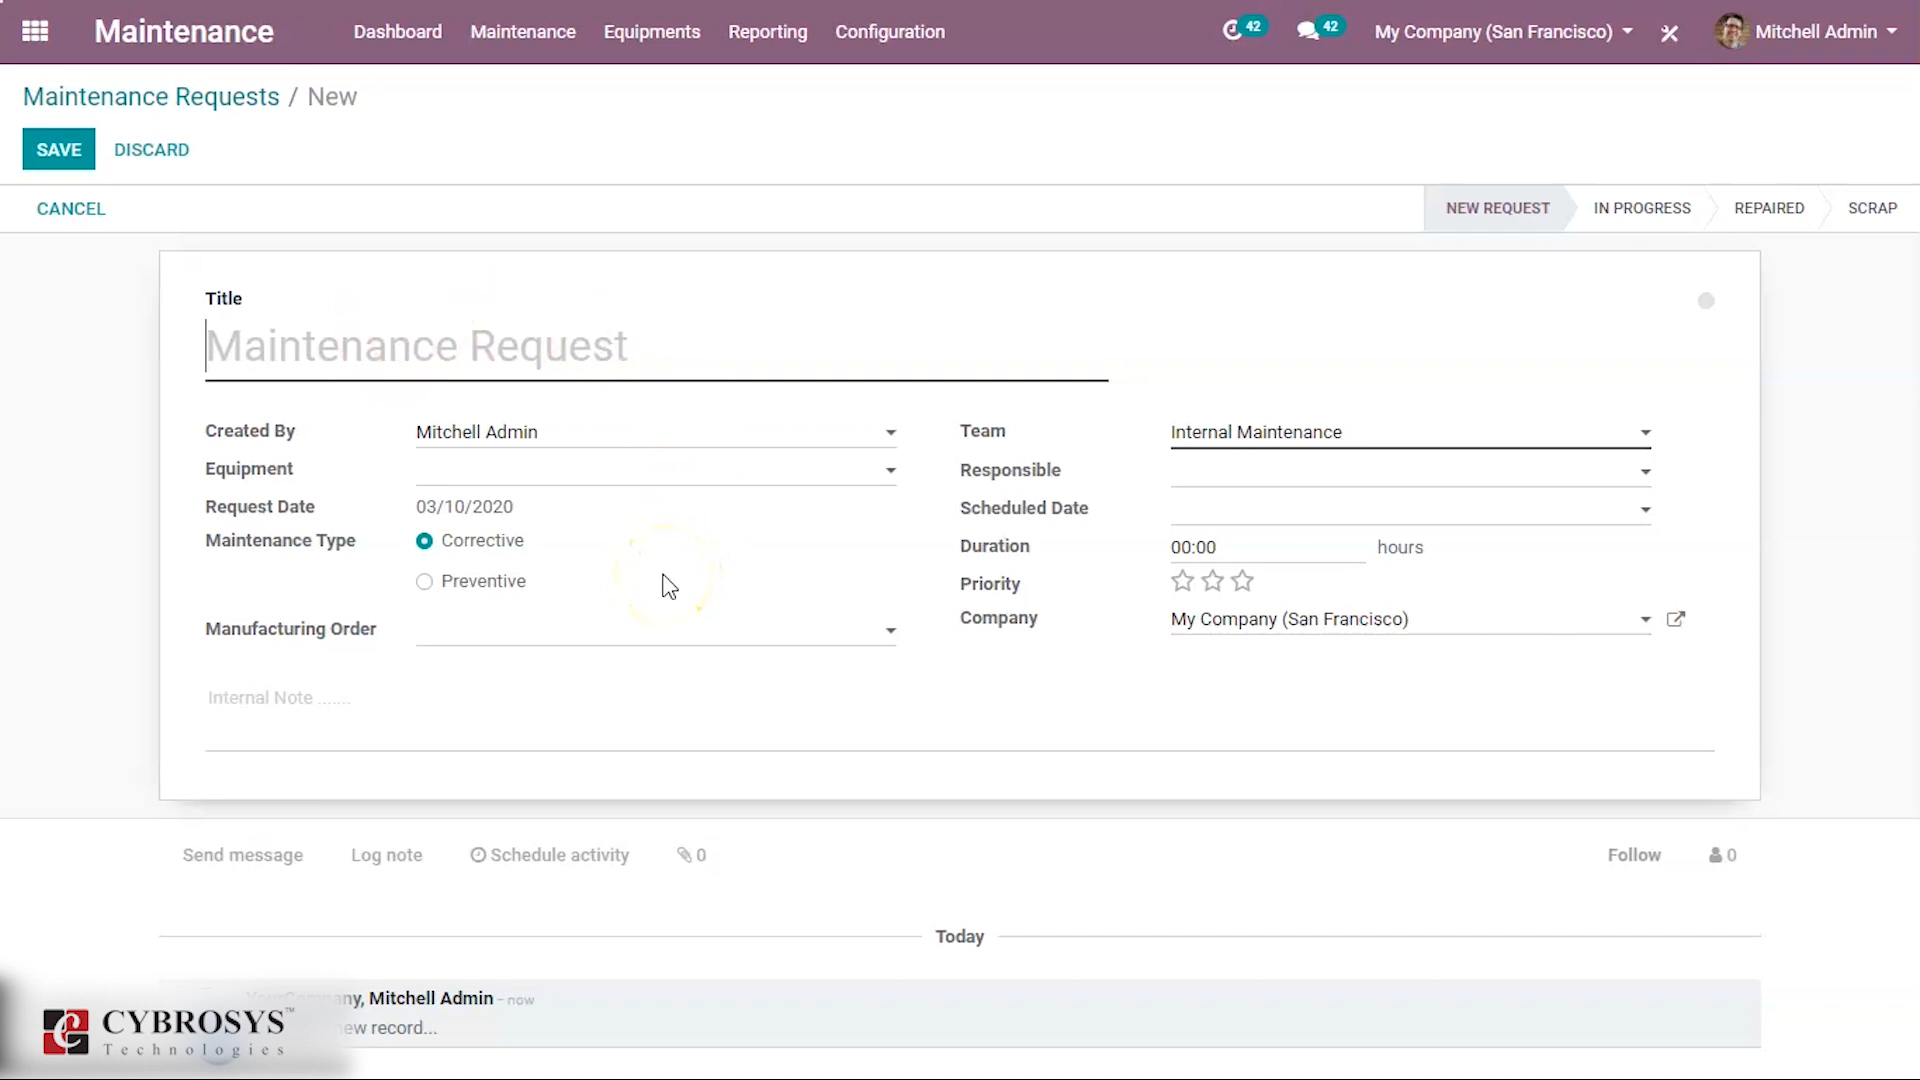 Maintenance Dashboard Maintenance Equipments Reporting Configuration 42 42 My Company (San Francisco) Mitchell Admin
Maintenance Requests / New
SAVE DISCARD
CANCEL NEW REQUEST IN PROGRESS REPAIRED SCRAP
Title
Maintenance Request
Created By Mitchell Admin Team Internal Maintenance
Equipment Responsible
Request Date 03/10/2020 Scheduled Date
Maintenance Type Corrective Duration 00:00 hours
Preventive Priority
Company My Company (San Francisco)
Manufacturing Order
Internal Note .......
Send message Log note Schedule activity 0 Follow 0
Today
YourCompany, Mitchell Admin - now
new record...
CYBROSYS™
Technologies